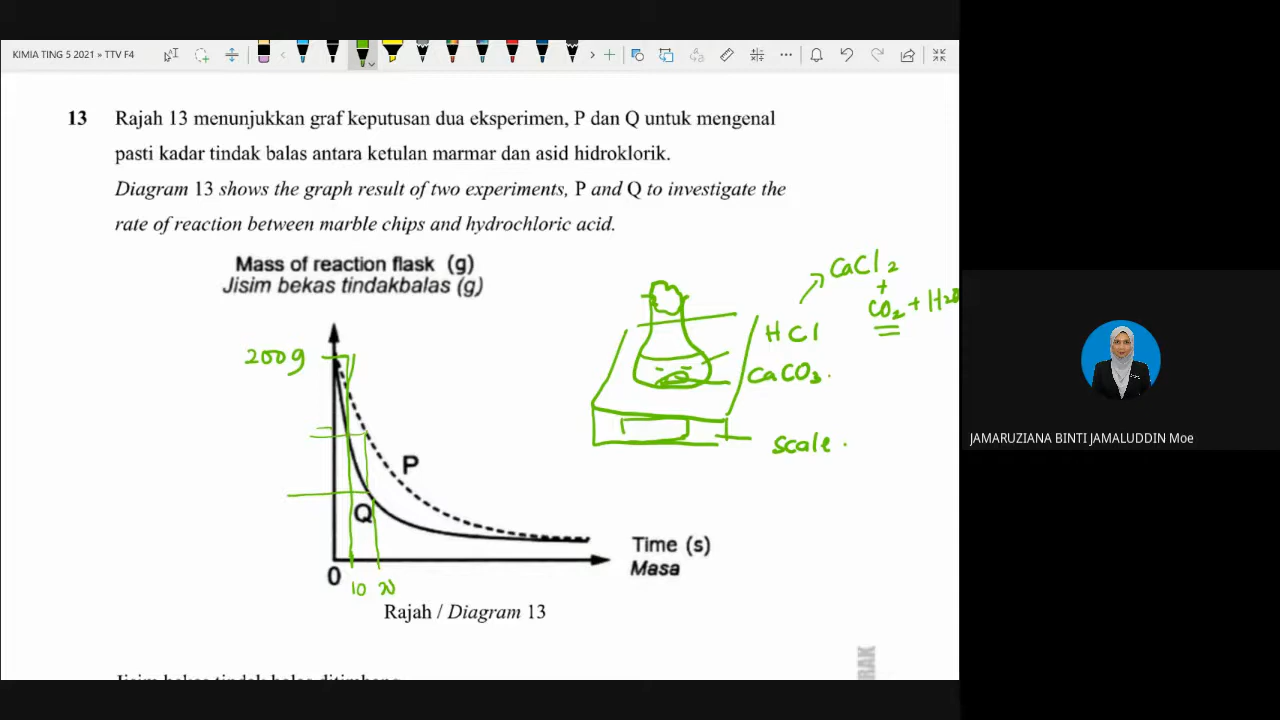 KIMIA TING 5 2021 » TTV F4
13 Rajah 13 menunjukkan graf keputusan dua eksperimen, P dan Q untuk mengenal
pasti kadar tindak balas antara ketulan marmar dan asid hidroklorik.
Diagram 13 shows the graph result of two experiments, P and Q to investigate the
rate of reaction between marble chips and hydrochloric acid.
Mass of reaction flask (g)
Jisim bekas tindakbalas (g)
CaCl2
+
CO2 + H2O
HCl
200g
CaCO3.
scale.
P
Q
Time (s)
Masa
0
10 20
Rajah / Diagram 13
JAMARUZIANA BINTI JAMALUDDIN Moe
RAK